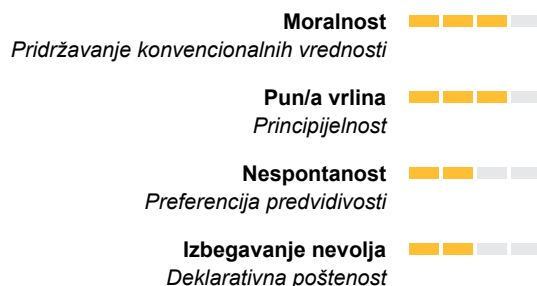 Moralnost
Pridržavanje konvencionalnih vrednosti
Pun/a vrlina
Principijelnost
Nespontanost
Preferencija predvidivosti
Izbegavanje nevolja
Deklarativna poštenost